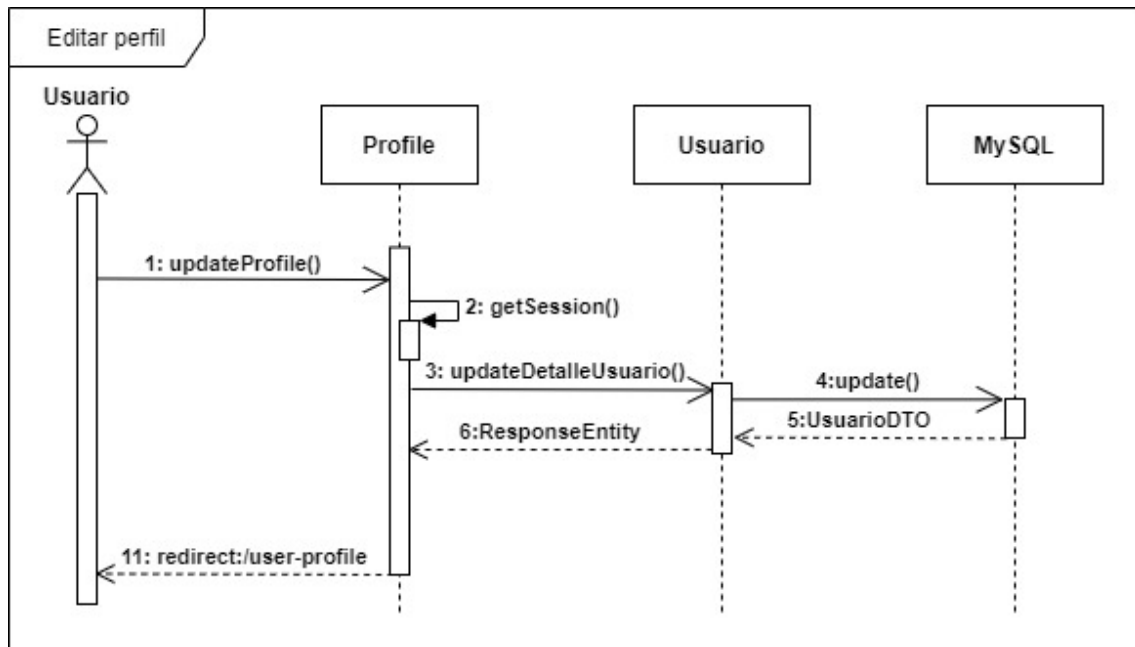 Editar perfil
Usuario
Profile
Usuario
MySQL
1: updateProfile()
2: getSession()
3: updateDetalleUsuario()
4:update()
5:UsuarioDTO
6:ResponseEntity
11: redirect:/user-profile